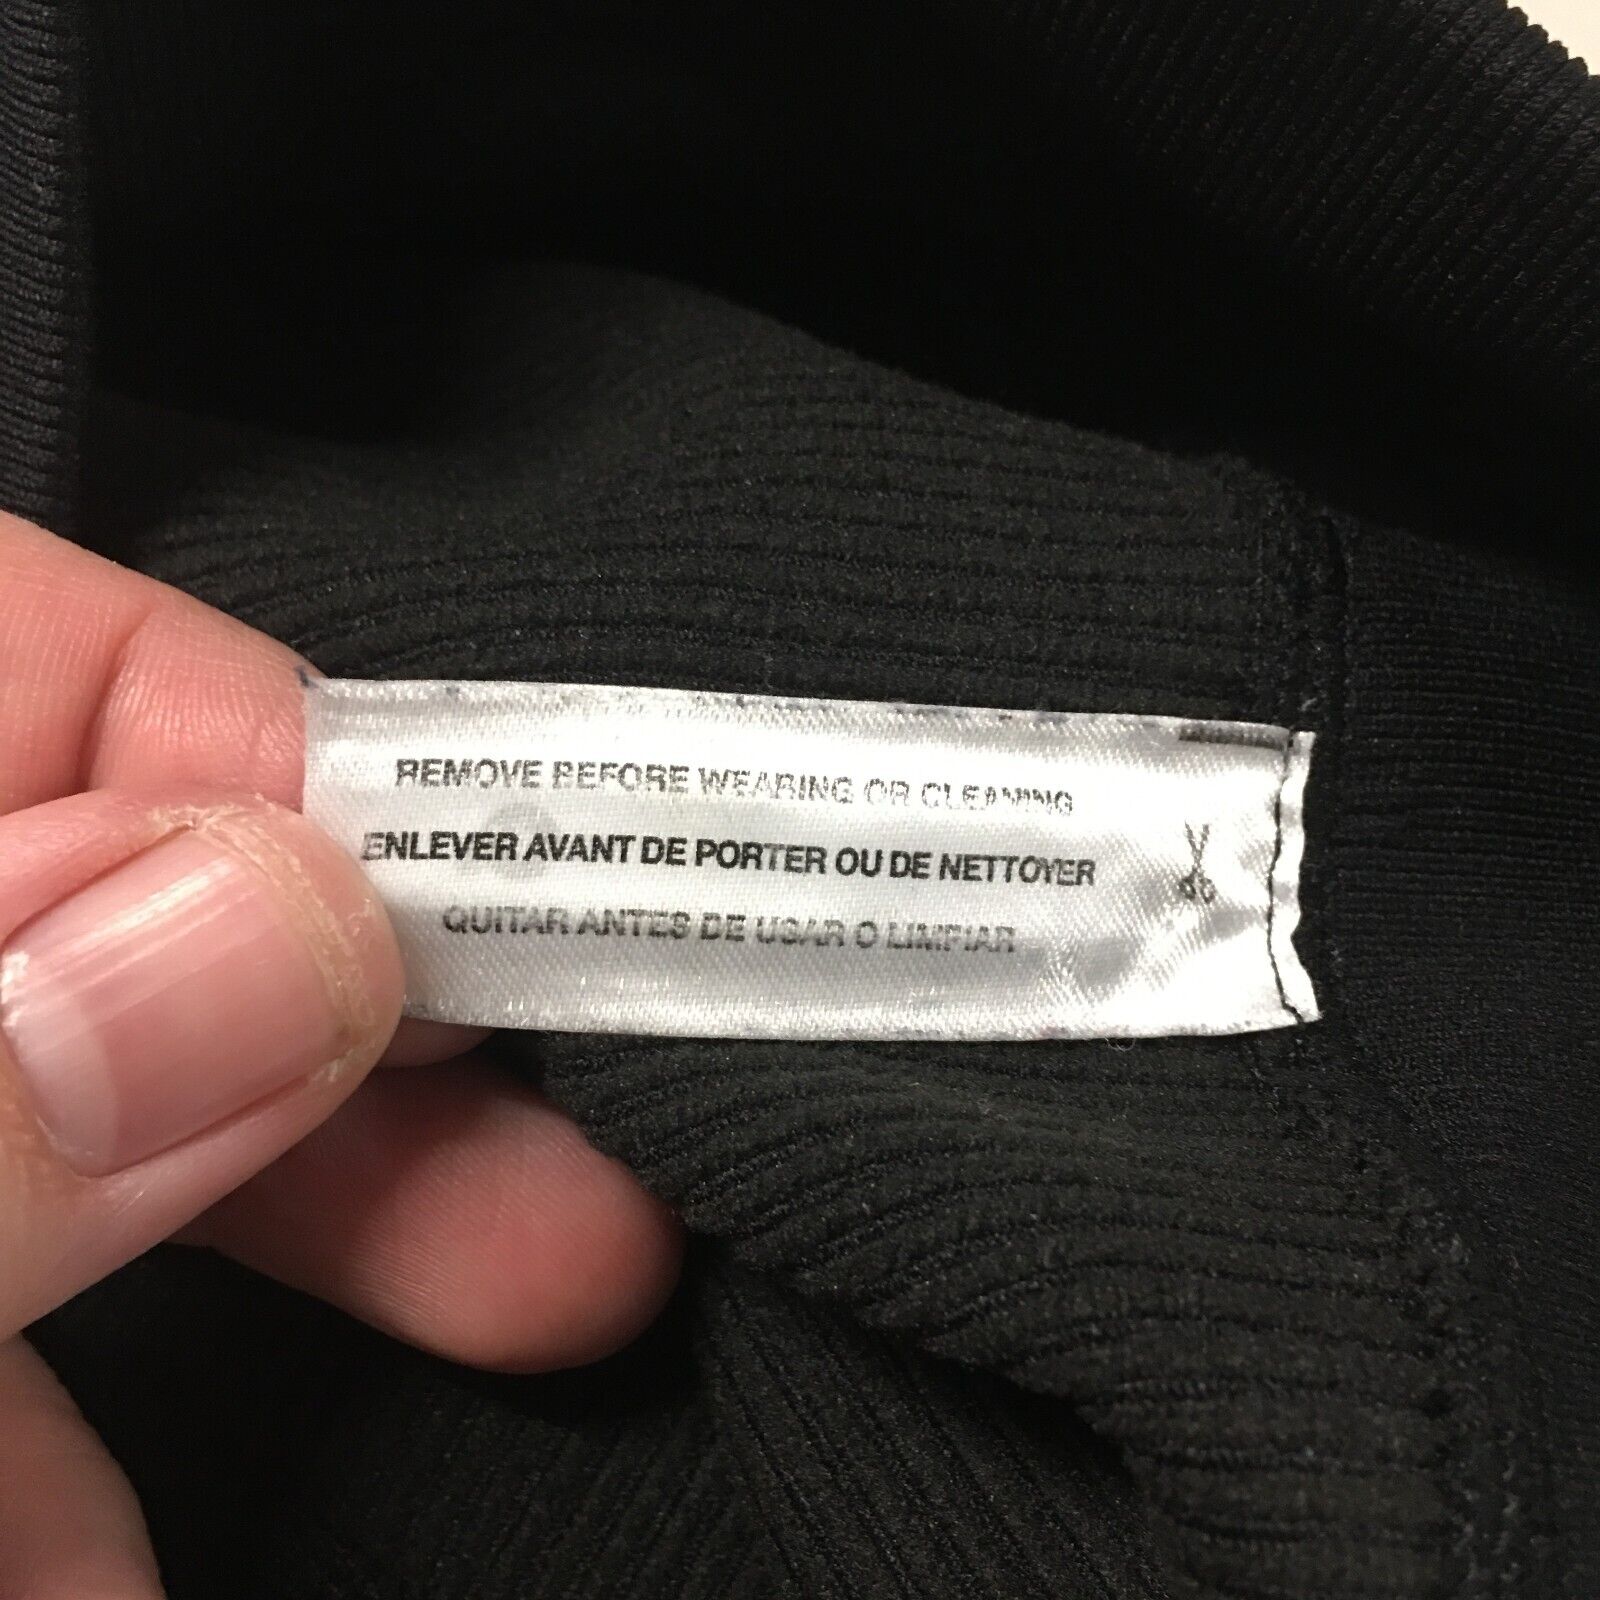 REMOVE BEFORE WEARING OR CLEANING
ENLEVER AVANT DE PORTER OU DE NETTOYER
QUITAR ANTES DE USAR O LIMPIAR